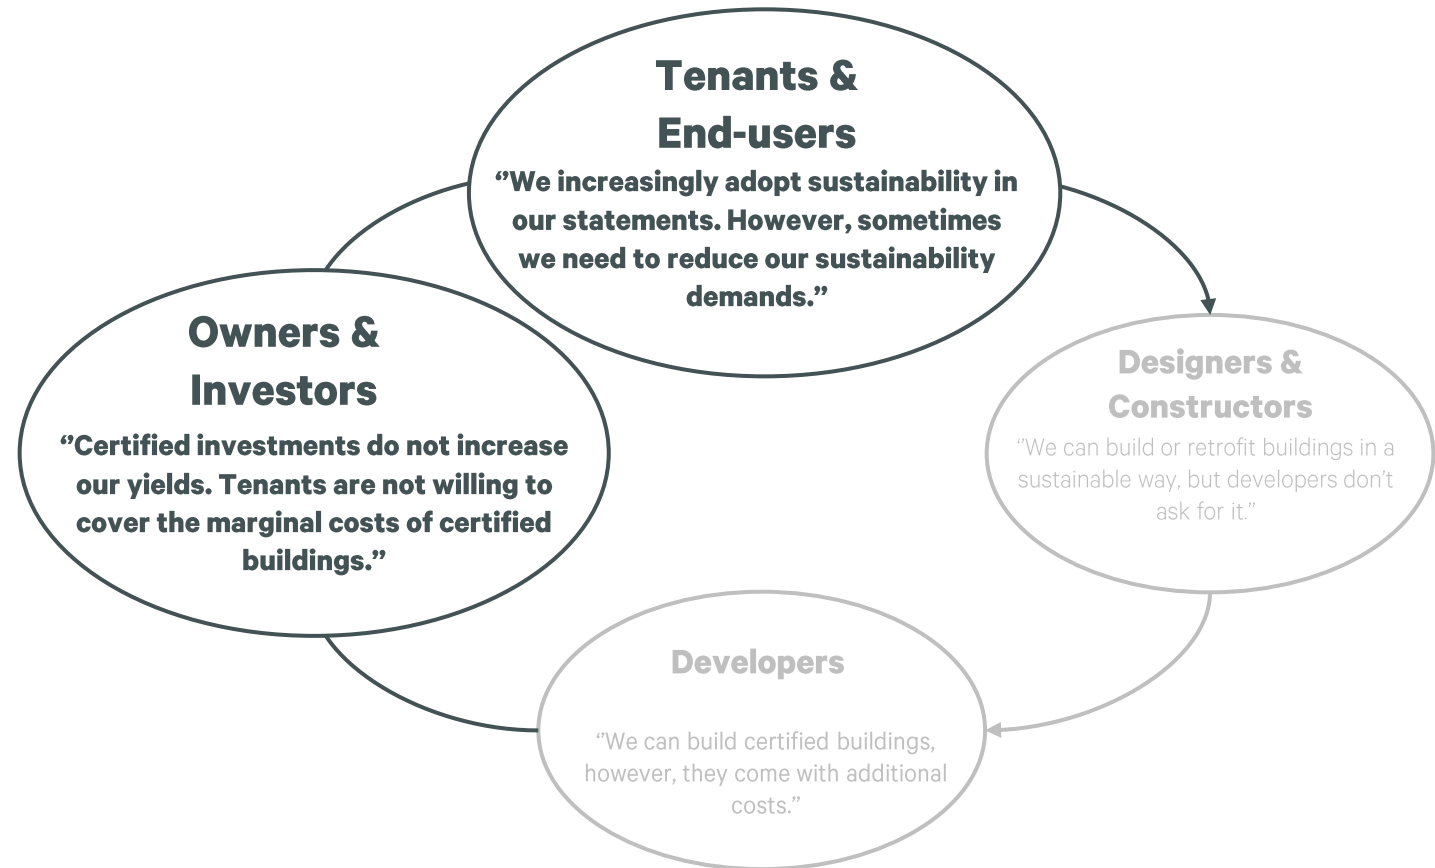 Tenants &
End-users
‘’We increasingly adopt sustainability in
our statements. However, sometimes
we need to reduce our sustainability
demands.’’
Owners &
Investors
‘’Certified investments do not increase
our yields. Tenants are not willing to
cover the marginal costs of certified
buildings.’’
Designers &
Constructors
‘’We can build or retrofit buildings in a
sustainable way, but developers don’t
ask for it.’’
Developers
‘’We can build certified buildings,
however, they come with additional
costs.’’